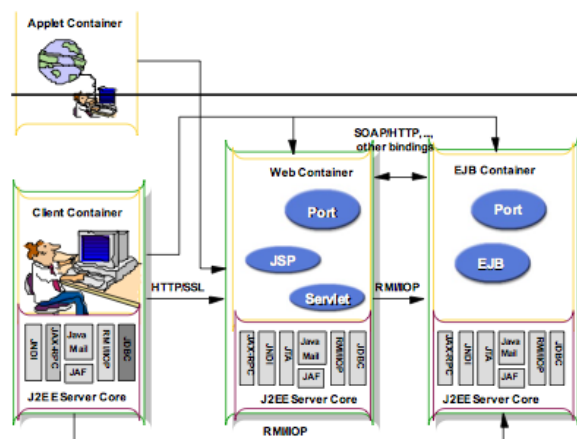 Applet Container
SOAP/HTTP, ...,
other bindings
Web Container
EJB Container
Client Container
Port
Port
JSP
EJB
HTTP/SSL
RMI/IIOP
Servlet
JNDI
JAX-RPC
Java
Mail
JAF
RMI/IIOP
JDBC
J2EE Server Core
JAX-RPC
JNDI
JTA
Java
Mail
JAF
RMI/IIOP
JDBC
J2EE Server Core
JAX-RPC
JNDI
JTA
Java
Mail
JAF
RMI/IIOP
JDBC
J2EE Server Core
RMI/IIOP